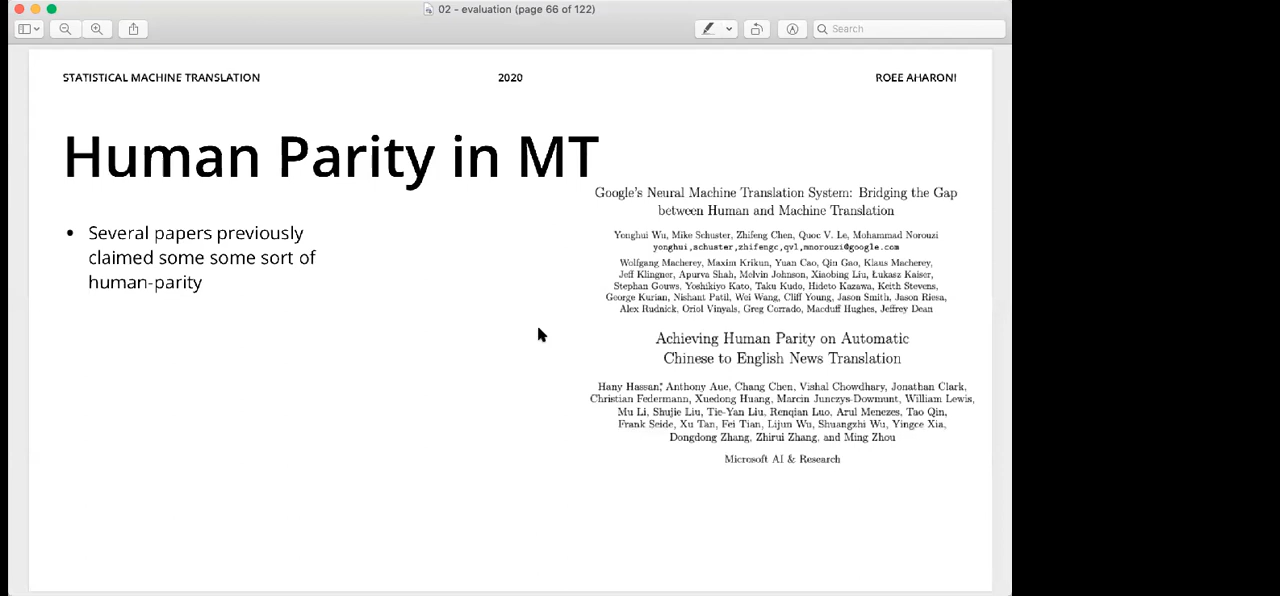 02 - evaluation (page 66 of 122)
Search
STATISTICAL MACHINE TRANSLATION 2020 ROEE AHARONI
Human Parity in MT
• Several papers previously
claimed some some sort of
human-parity
Google's Neural Machine Translation System: Bridging the Gap
between Human and Machine Translation
Yonghui Wu, Mike Schuster, Zhifeng Chen, Quoc V. Le, Mohammad Norouzi
yonghui,schuster,zhifengc,qvl,mnorouzi@google.com
Wolfgang Macherey, Maxim Krikun, Yuan Cao, Qin Gao, Klaus Macherey,
Jeff Klingner, Apurva Shah, Melvin Johnson, Xiaobing Liu, Łukasz Kaiser,
Stephan Gouws, Yoshikiyo Kato, Taku Kudo, Hideto Kazawa, Keith Stevens,
George Kurian, Nishant Patil, Wei Wang, Cliff Young, Jason Smith, Jason Riesa,
Alex Rudnick, Oriol Vinyals, Greg Corrado, Macduff Hughes, Jeffrey Dean
Achieving Human Parity on Automatic
Chinese to English News Translation
Hany Hassan*, Anthony Aue, Chang Chen, Vishal Chowdhary, Jonathan Clark,
Christian Federmann, Xuedong Huang, Marcin Junczys-Dowmunt, William Lewis,
Mu Li, Shujie Liu, Tie-Yan Liu, Renqian Luo, Arul Menezes, Tao Qin,
Frank Seide, Xu Tan, Fei Tian, Lijun Wu, Shuangzhi Wu, Yingce Xia,
Dongdong Zhang, Zhirui Zhang, and Ming Zhou
Microsoft AI & Research